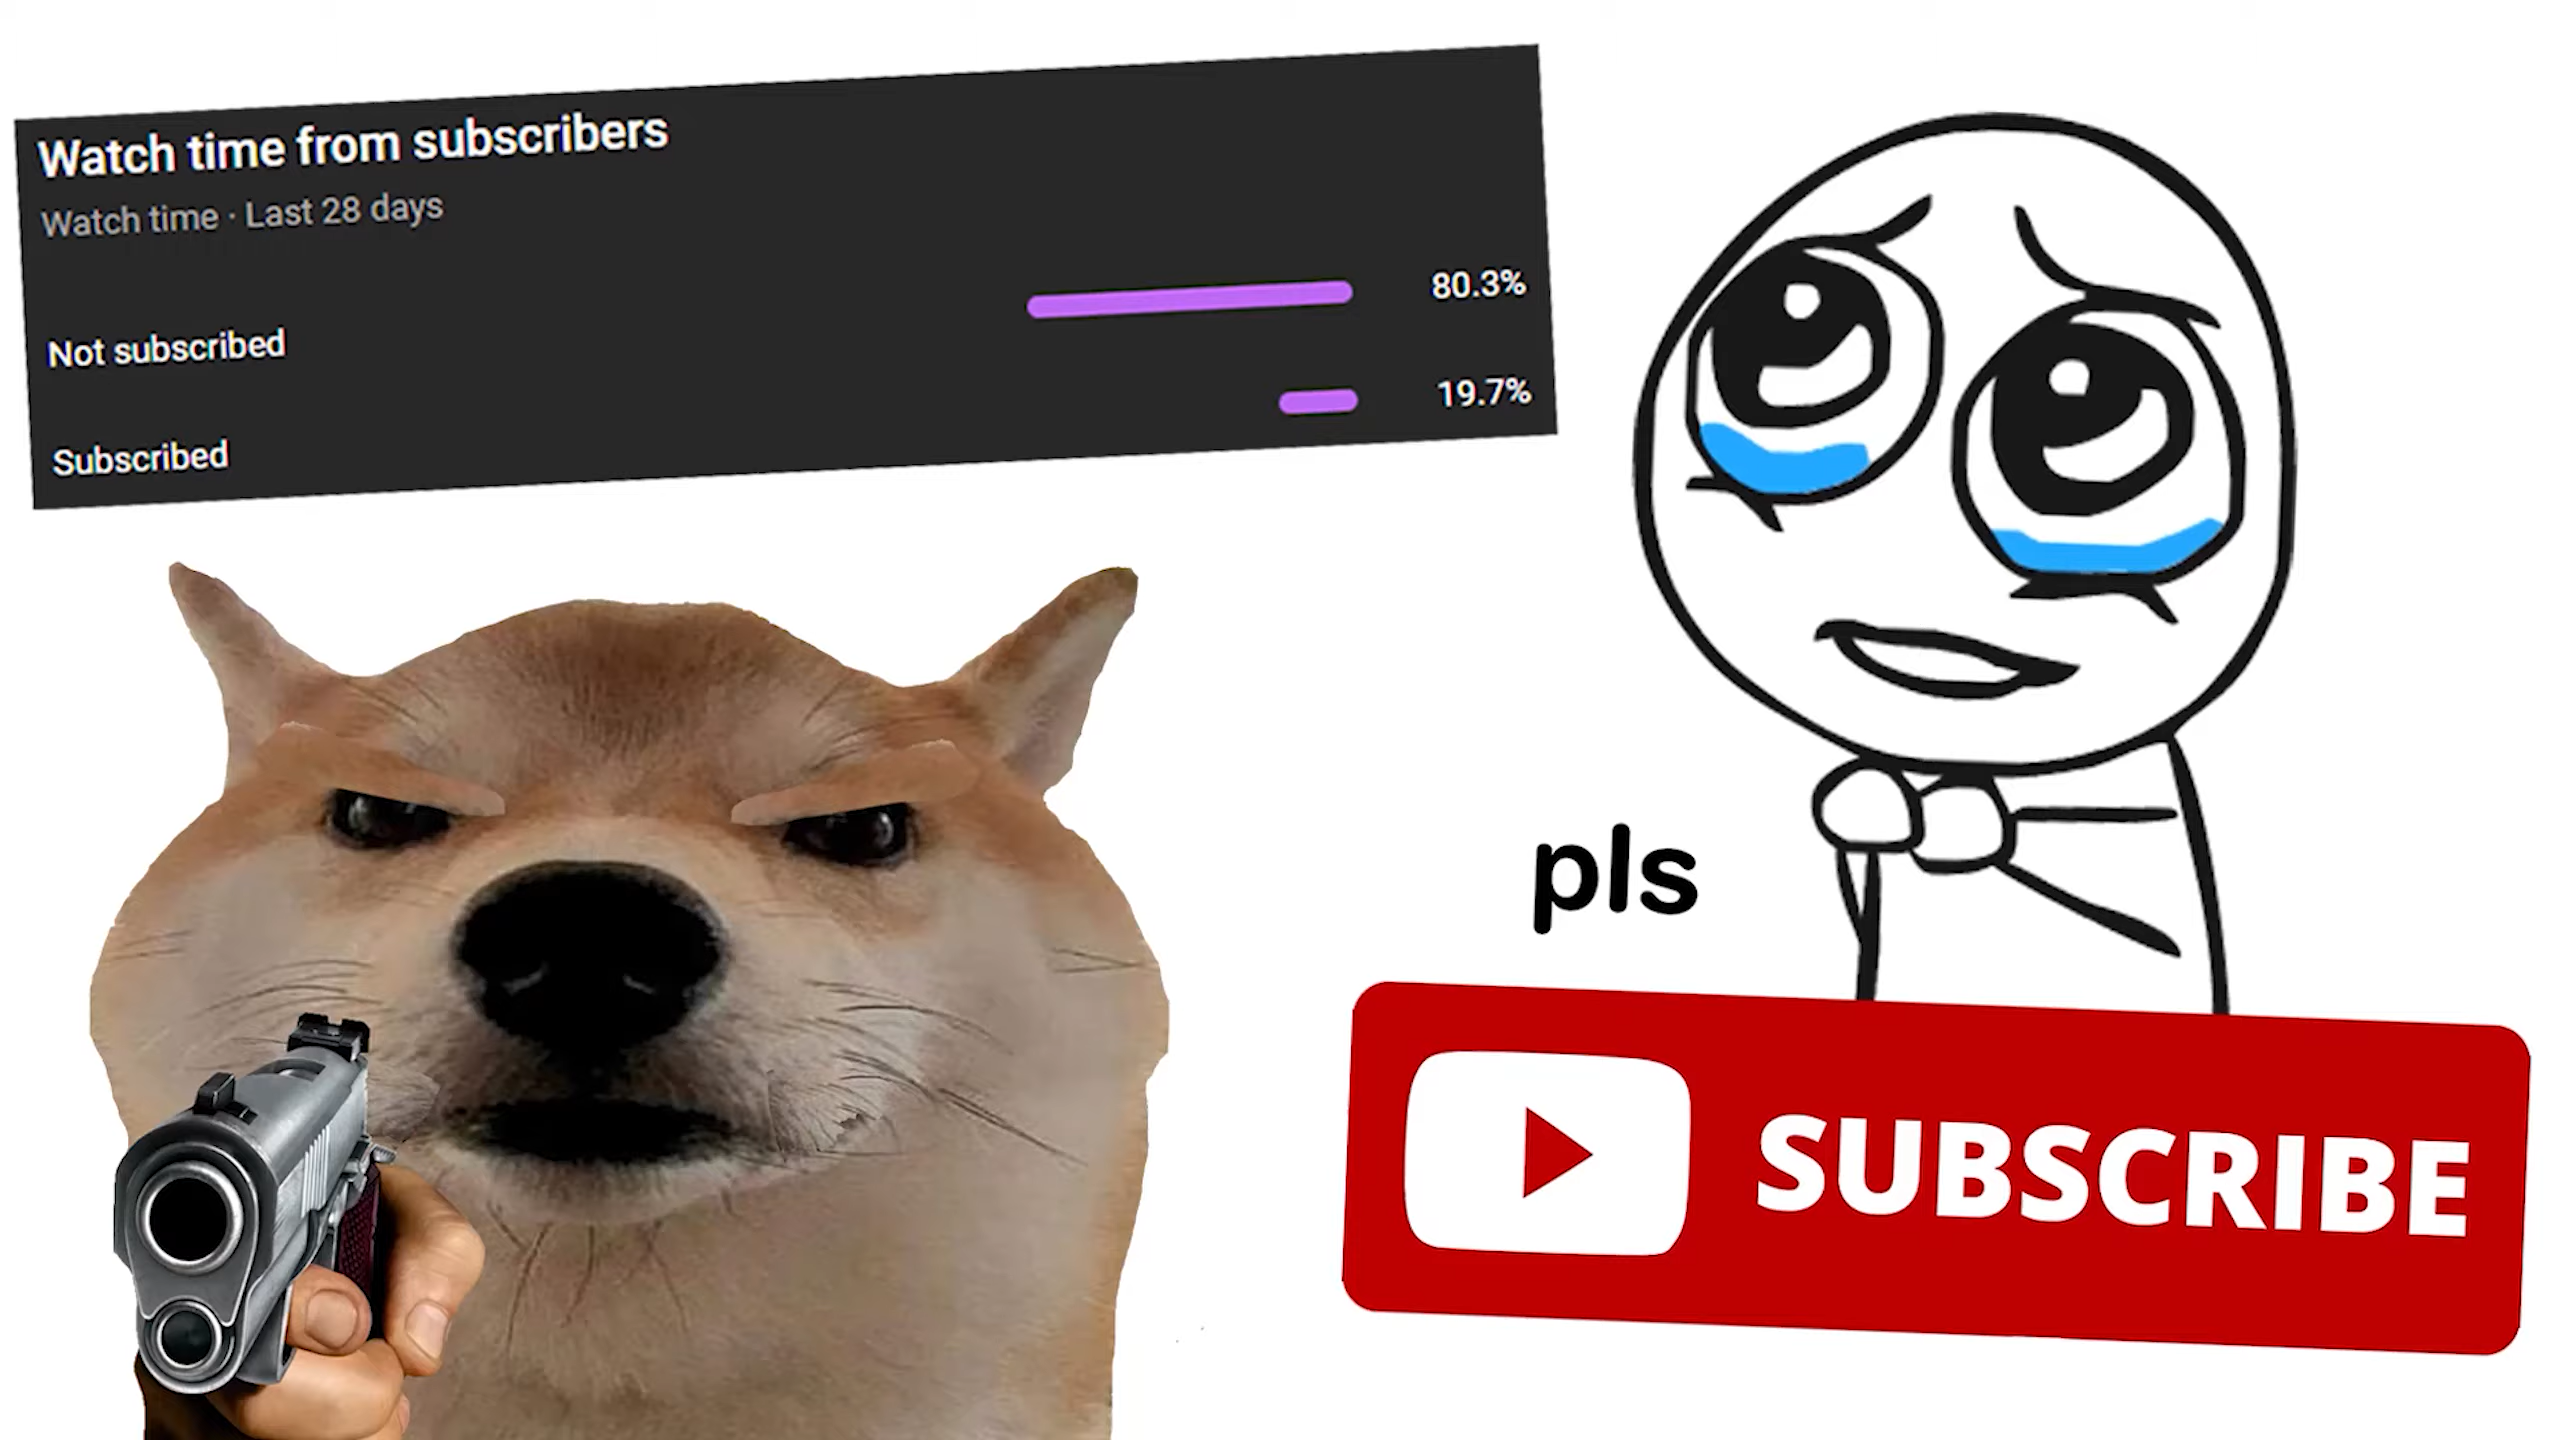 Watch time from subscribers
Watch time · Last 28 days
Not subscribed
80.3%
Subscribed
19.7%
pls
SUBSCRIBE